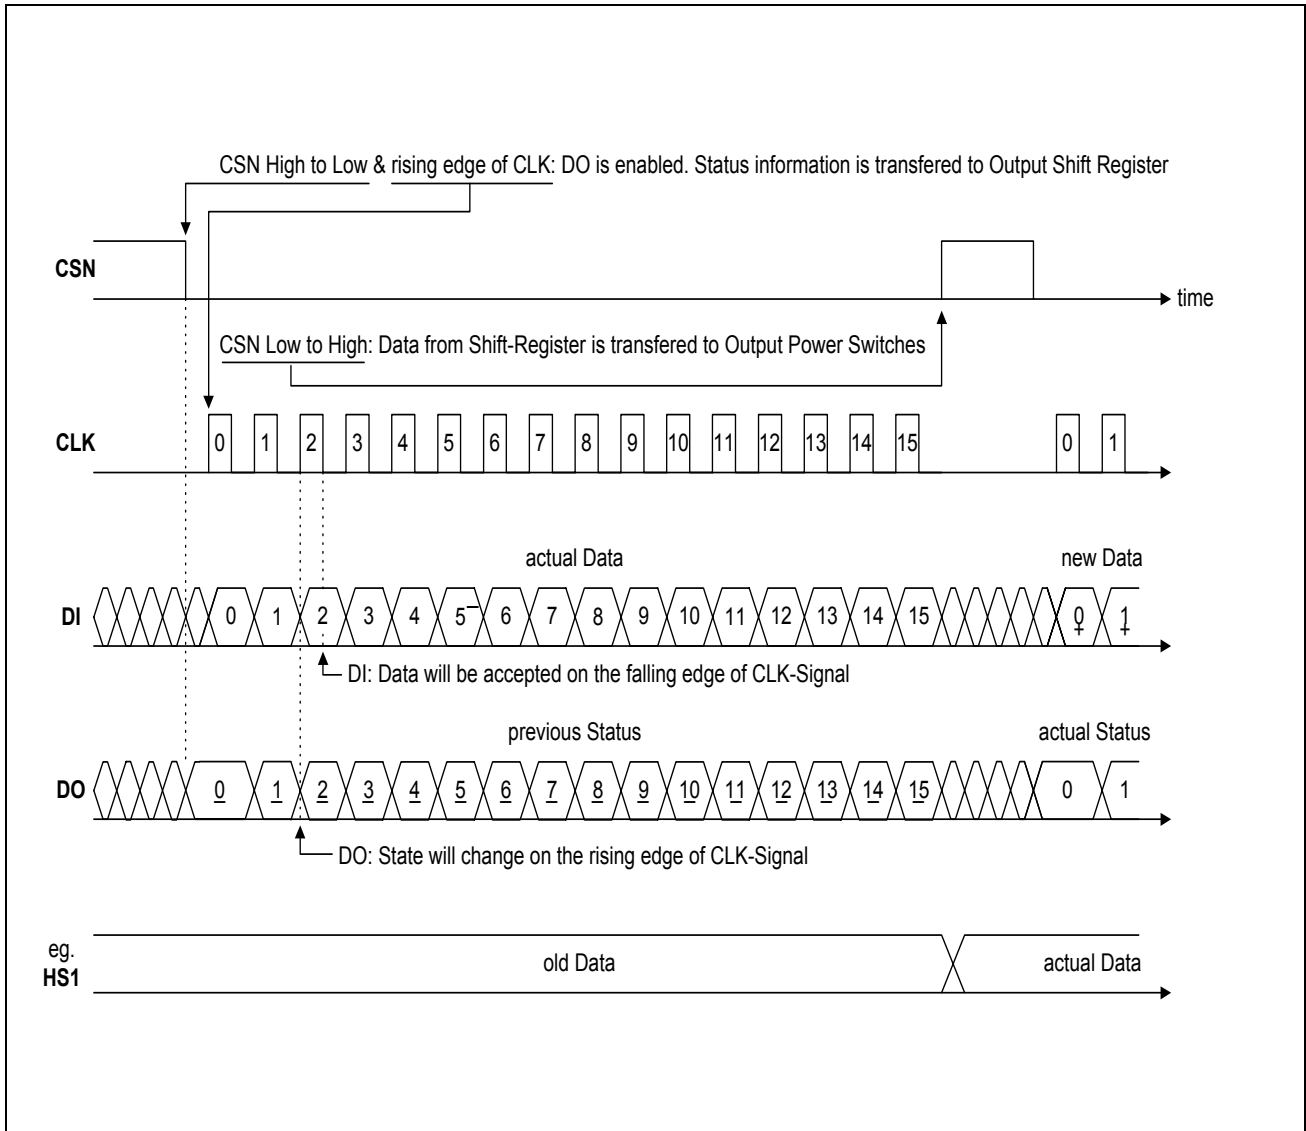 CSN High to Low & rising edge of CLK: DO is enabled. Status information is transfered to Output Shift Register
CSN
time
CSN Low to High: Data from Shift-Register is transfered to Output Power Switches
CLK
0 1 2 3 4 5 6 7 8 9 10 11 12 13 14 15 0 1
actual Data new Data
DI
0 1 2 3 4 5 6 7 8 9 10 11 12 13 14 15 0 1
DI: Data will be accepted on the falling edge of CLK-Signal
previous Status actual Status
DO
0 1 2 3 4 5 6 7 8 9 10 11 12 13 14 15 0 1
DO: State will change on the rising edge of CLK-Signal
eg.
HS1
old Data actual Data